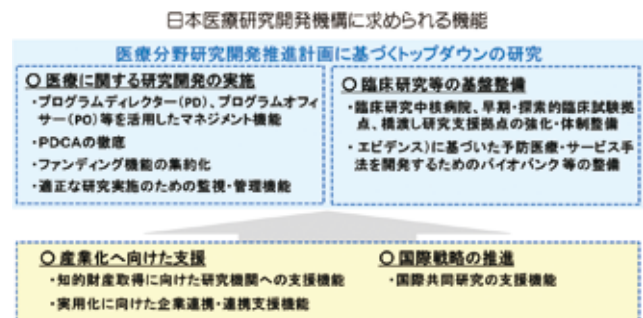 日本医療研究開発機構に求められる機能
医療分野研究開発推進計画に基づくトップダウンの研究
○ 医療に関する研究開発の実施
・プログラムディレクター(PD)、プログラムオフィ
サー(PO)等を活用したマネジメント機能
・PDCAの徹底
・ファンディング機能の集約化
・適正な研究実施のための監視・管理機能
○ 臨床研究等の基盤整備
・臨床研究中核病院、早期・探索的臨床試験拠
点、橋渡し研究支援拠点の強化・体制整備
・エビデンス)に基づいた予防医療・サービス手
法を開発するためのバイオバンク等の整備
○ 産業化へ向けた支援
・知的財産取得に向けた研究機関への支援機能
・実用化に向けた企業連携・連携支援機能
○ 国際戦略の推進
・国際共同研究の支援機能